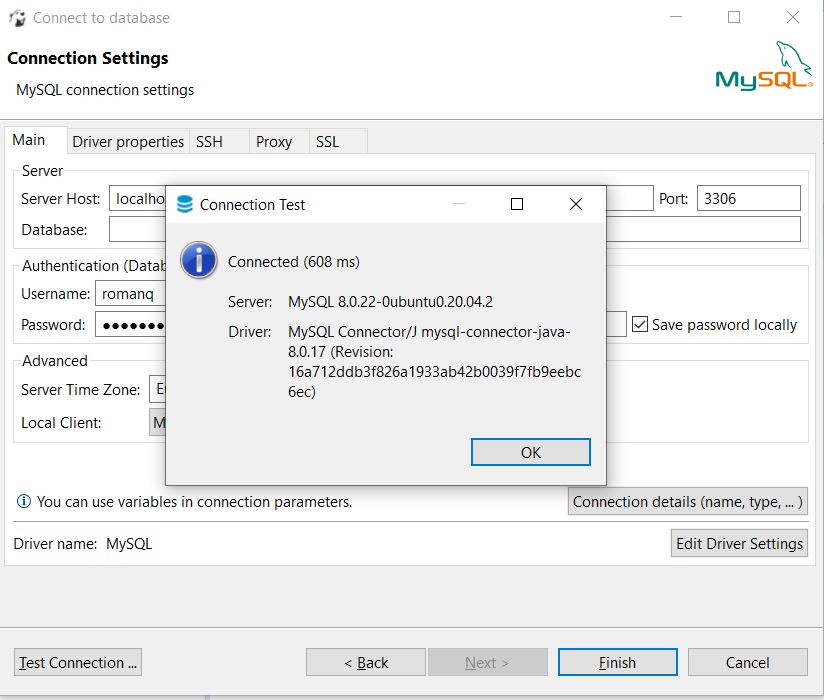 Connect to database
Connection Settings
MySQL connection settings
MySQL
Main Driver properties SSH Proxy SSL
Server
Server Host: Port: 3306
Database:
Authentication
Username: romanq
Password: ●●●●●●● Save password locally
Advanced
Server Time Zone:
Local Client:
Connection Test
Connected (608 ms)
Server: MySQL 8.0.22-0ubuntu0.20.04.2
Driver: MySQL Connector/J mysql-connector-java-
8.0.17 (Revision:
16a712ddb3f826a1933ab42b0039f7fb9eebc
6ec)
OK
You can use variables in connection parameters.
Connection details (name, type, ... )
Driver name: MySQL
Edit Driver Settings
Test Connection ... < Back Next > Finish Cancel